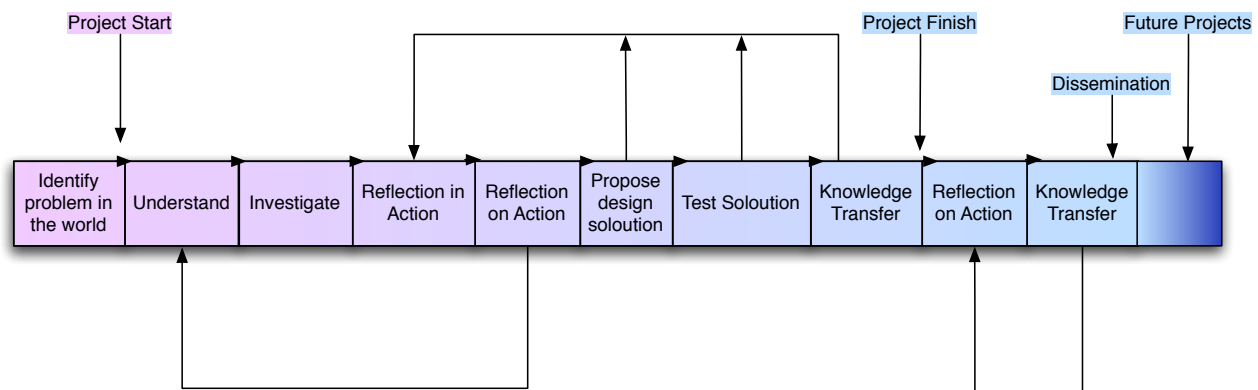 Project Start
Project Finish
Future Projects
Dissemination
Identify
problem in
the world
Understand
Investigate
Reflection in
Action
Reflection
on Action
Propose
design
soloution
Test Soloution
Knowledge
Transfer
Reflection
on Action
Knowledge
Transfer